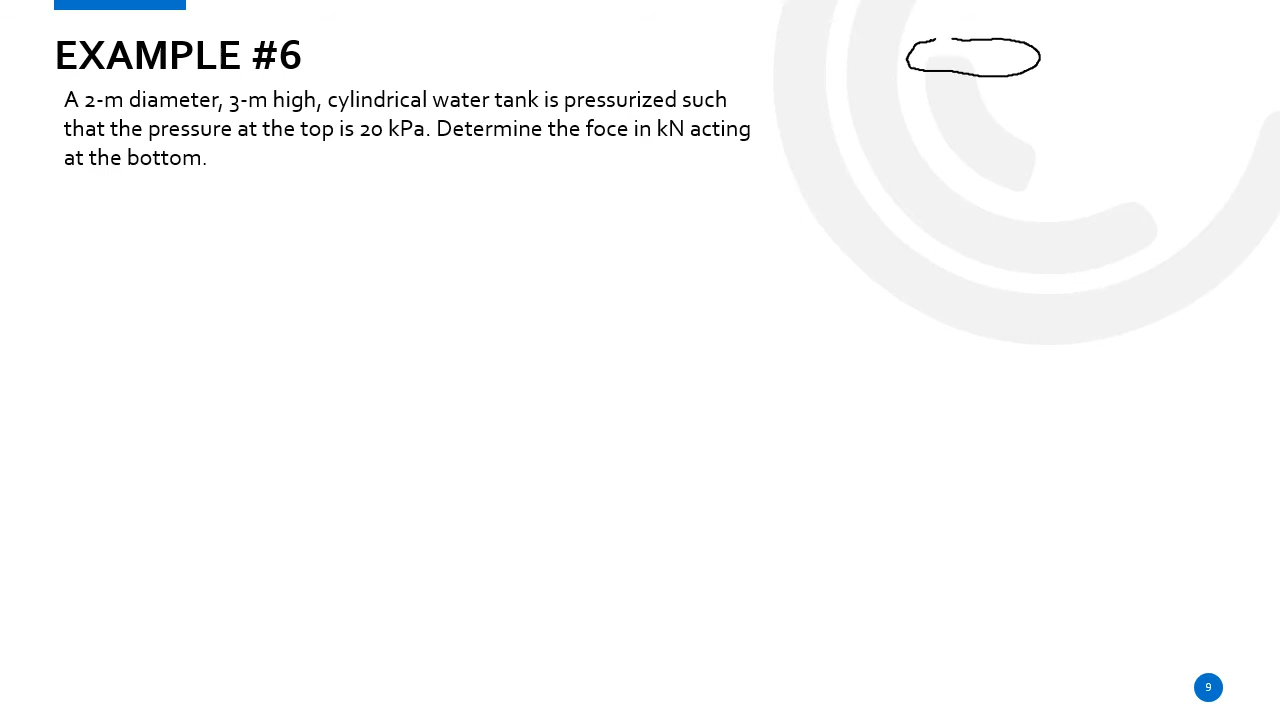 EXAMPLE #6
A 2-m diameter, 3-m high, cylindrical water tank is pressurized such
that the pressure at the top is 20 kPa. Determine the foce in kN acting
at the bottom.
9